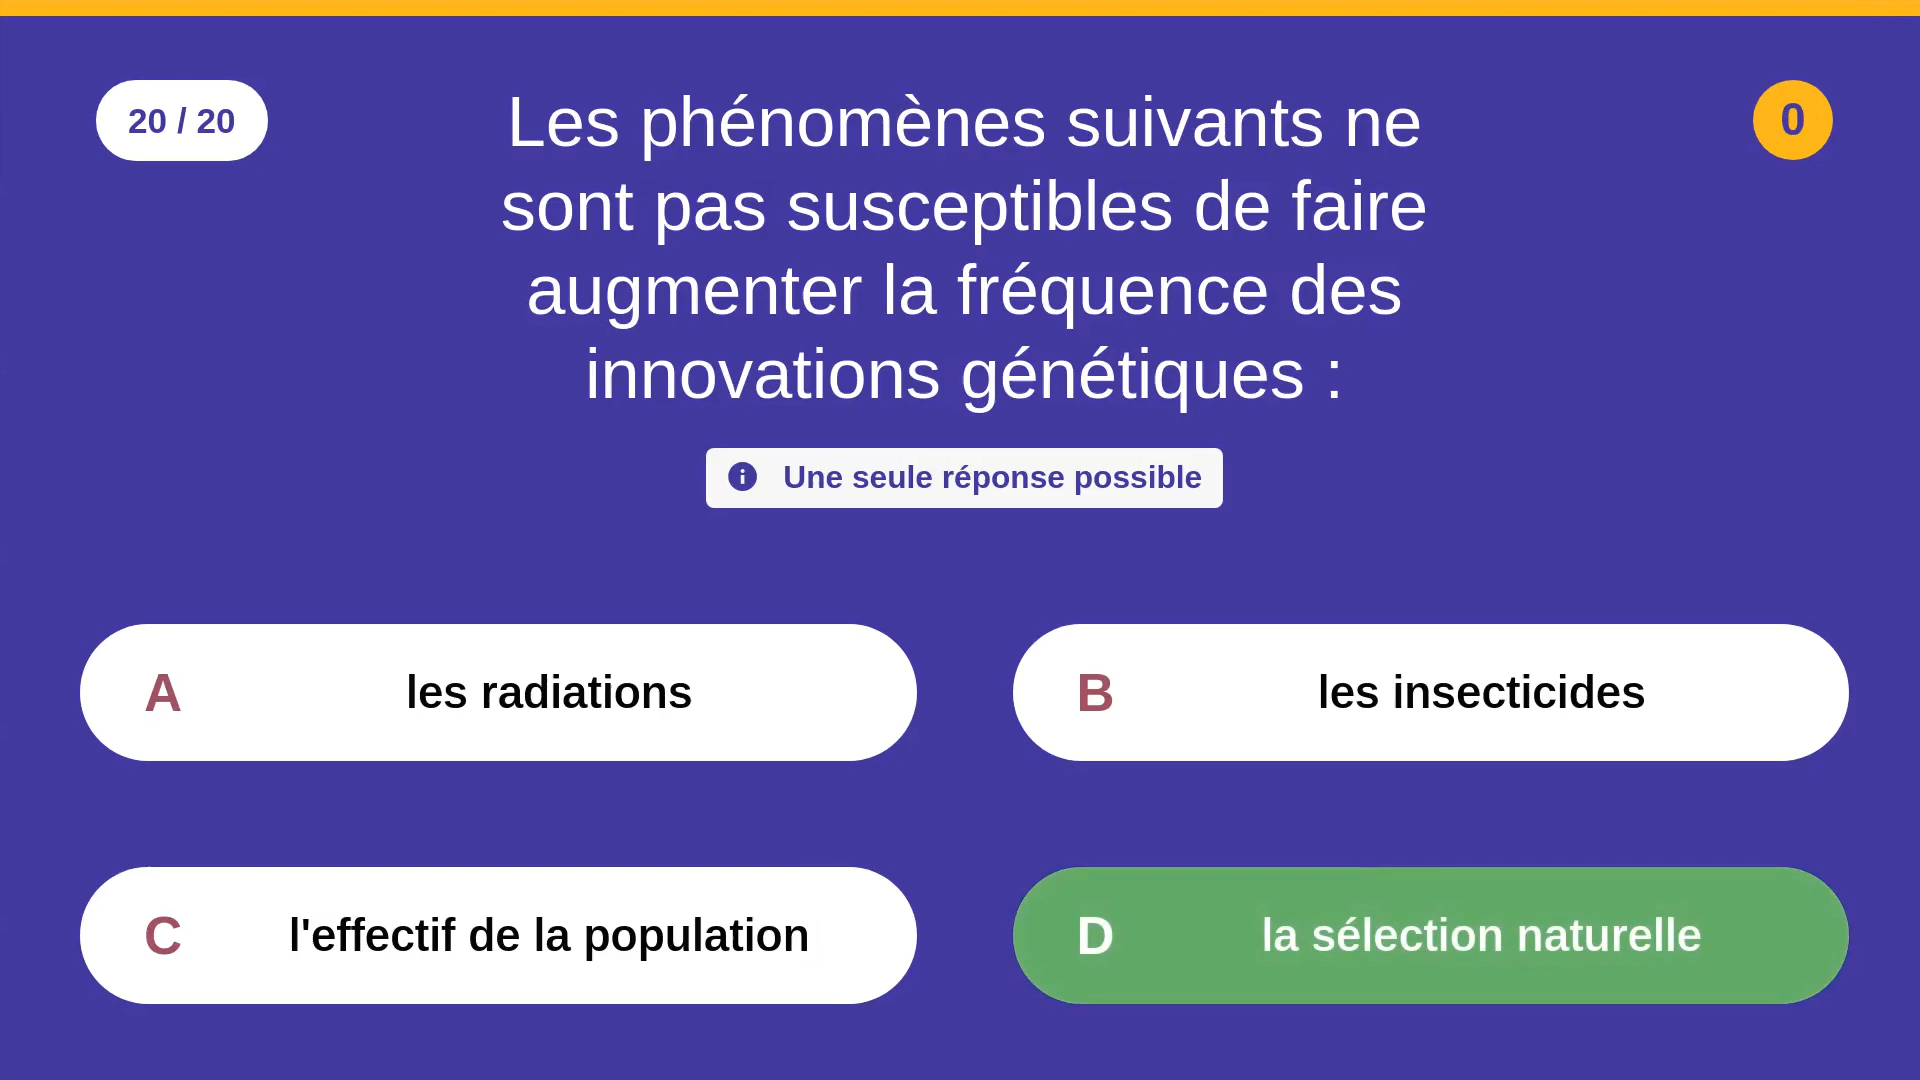 20 / 20
Les phénomènes suivants ne
sont pas susceptibles de faire
augmenter la fréquence des
innovations génétiques :
0
Une seule réponse possible
A les radiations
B les insecticides
C l'effectif de la population
D la sélection naturelle